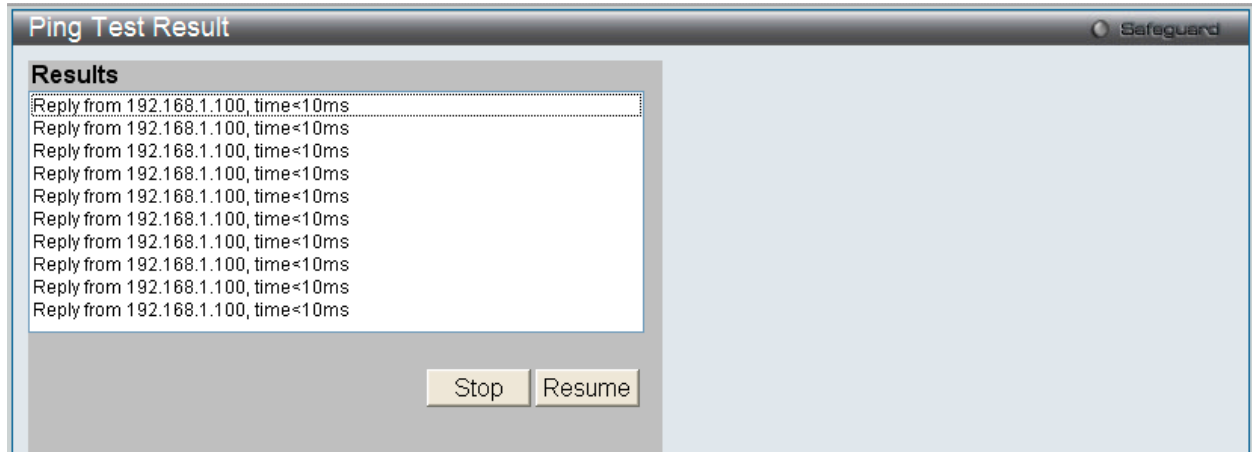 Ping Test Result
Safeguard
Results
Reply from 192.168.1.100, time<10ms
Reply from 192.168.1.100, time<10ms
Reply from 192.168.1.100, time<10ms
Reply from 192.168.1.100, time<10ms
Reply from 192.168.1.100, time<10ms
Reply from 192.168.1.100, time<10ms
Reply from 192.168.1.100, time<10ms
Reply from 192.168.1.100, time<10ms
Reply from 192.168.1.100, time<10ms
Reply from 192.168.1.100, time<10ms
Stop Resume